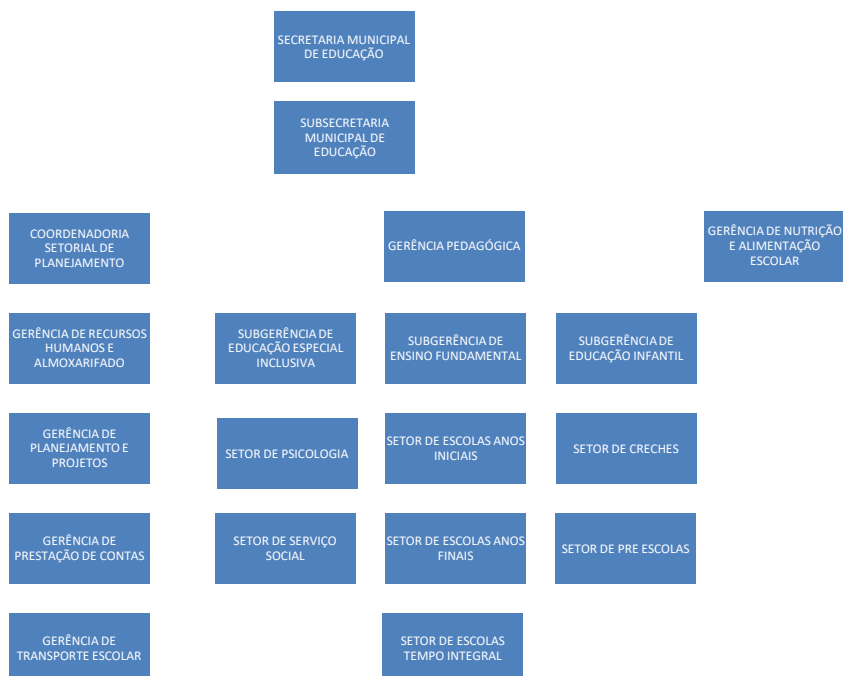 SECRETARIA MUNICIPAL
DE EDUCAÇÃO
SUBSECRETARIA
MUNICIPAL DE
EDUCAÇÃO
COORDENADORIA
SETORIAL DE
PLANEJAMENTO
GERÊNCIA PEDAGÓGICA
GERÊNCIA DE NUTRIÇÃO
E ALIMENTAÇÃO
ESCOLAR
GERÊNCIA DE RECURSOS
HUMANOS E
ALMOXARIFADO
SUBGERÊNCIA DE
EDUCAÇÃO ESPECIAL
INCLUSIVA
SUBGERÊNCIA DE
ENSINO FUNDAMENTAL
SUBGERÊNCIA DE
EDUCAÇÃO INFANTIL
GERÊNCIA DE
PLANEJAMENTO E
PROJETOS
SETOR DE PSICOLOGIA
SETOR DE ESCOLAS ANOS
INICIAIS
SETOR DE CRECHES
GERÊNCIA DE
PRESTAÇÃO DE CONTAS
SETOR DE SERVIÇO
SOCIAL
SETOR DE ESCOLAS ANOS
FINAIS
SETOR DE PRE ESCOLAS
GERÊNCIA DE
TRANSPORTE ESCOLAR
SETOR DE ESCOLAS
TEMPO INTEGRAL